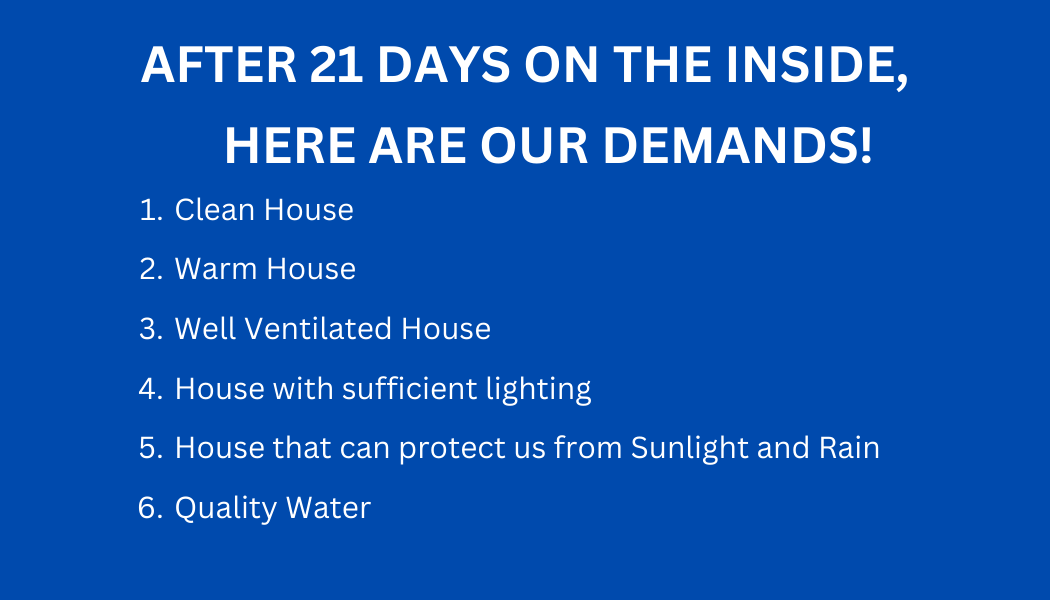 AFTER 21 DAYS ON THE INSIDE,
HERE ARE OUR DEMANDS!
1. Clean House
2. Warm House
3. Well Ventilated House
4. House with sufficient lighting
5. House that can protect us from Sunlight and Rain
6. Quality Water